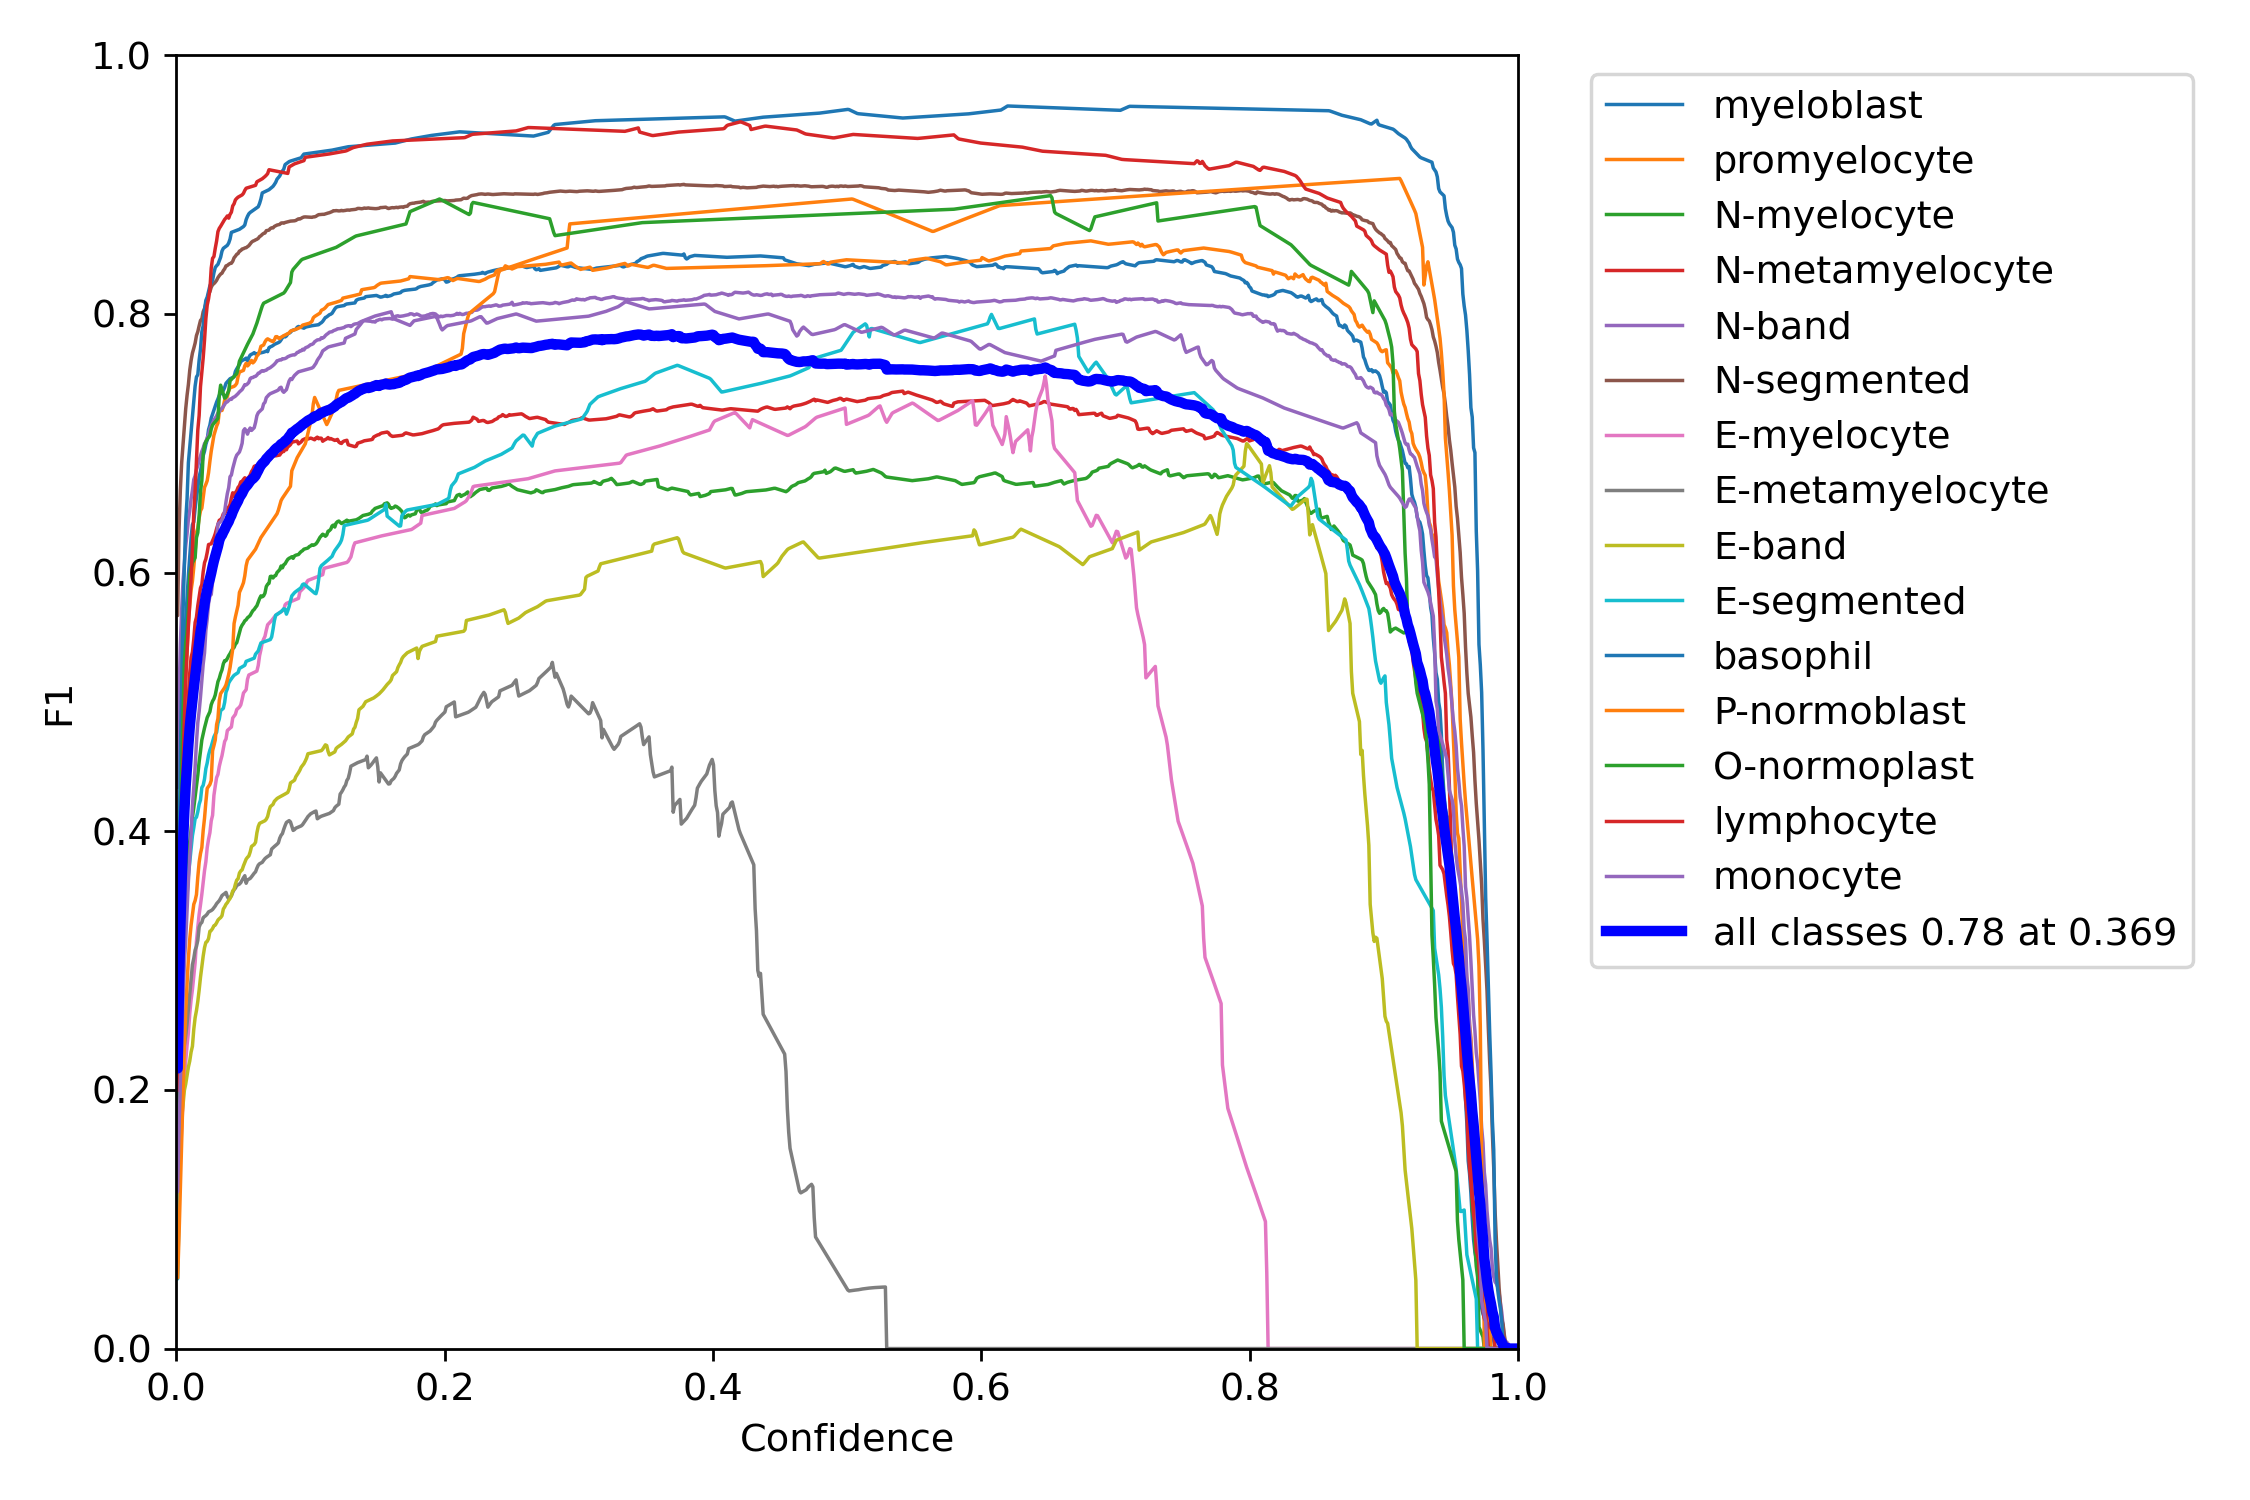 1.0
0.8
0.6
0.4
0.2
0.0
F1
0.0 0.2 0.4 0.6 0.8 1.0
Confidence
myeloblast
promyelocyte
N-myelocyte
N-metamyelocyte
N-band
N-segmented
E-myelocyte
E-metamyelocyte
E-band
E-segmented
basophil
P-normoblast
O-normoplast
lymphocyte
monocyte
all classes 0.78 at 0.369